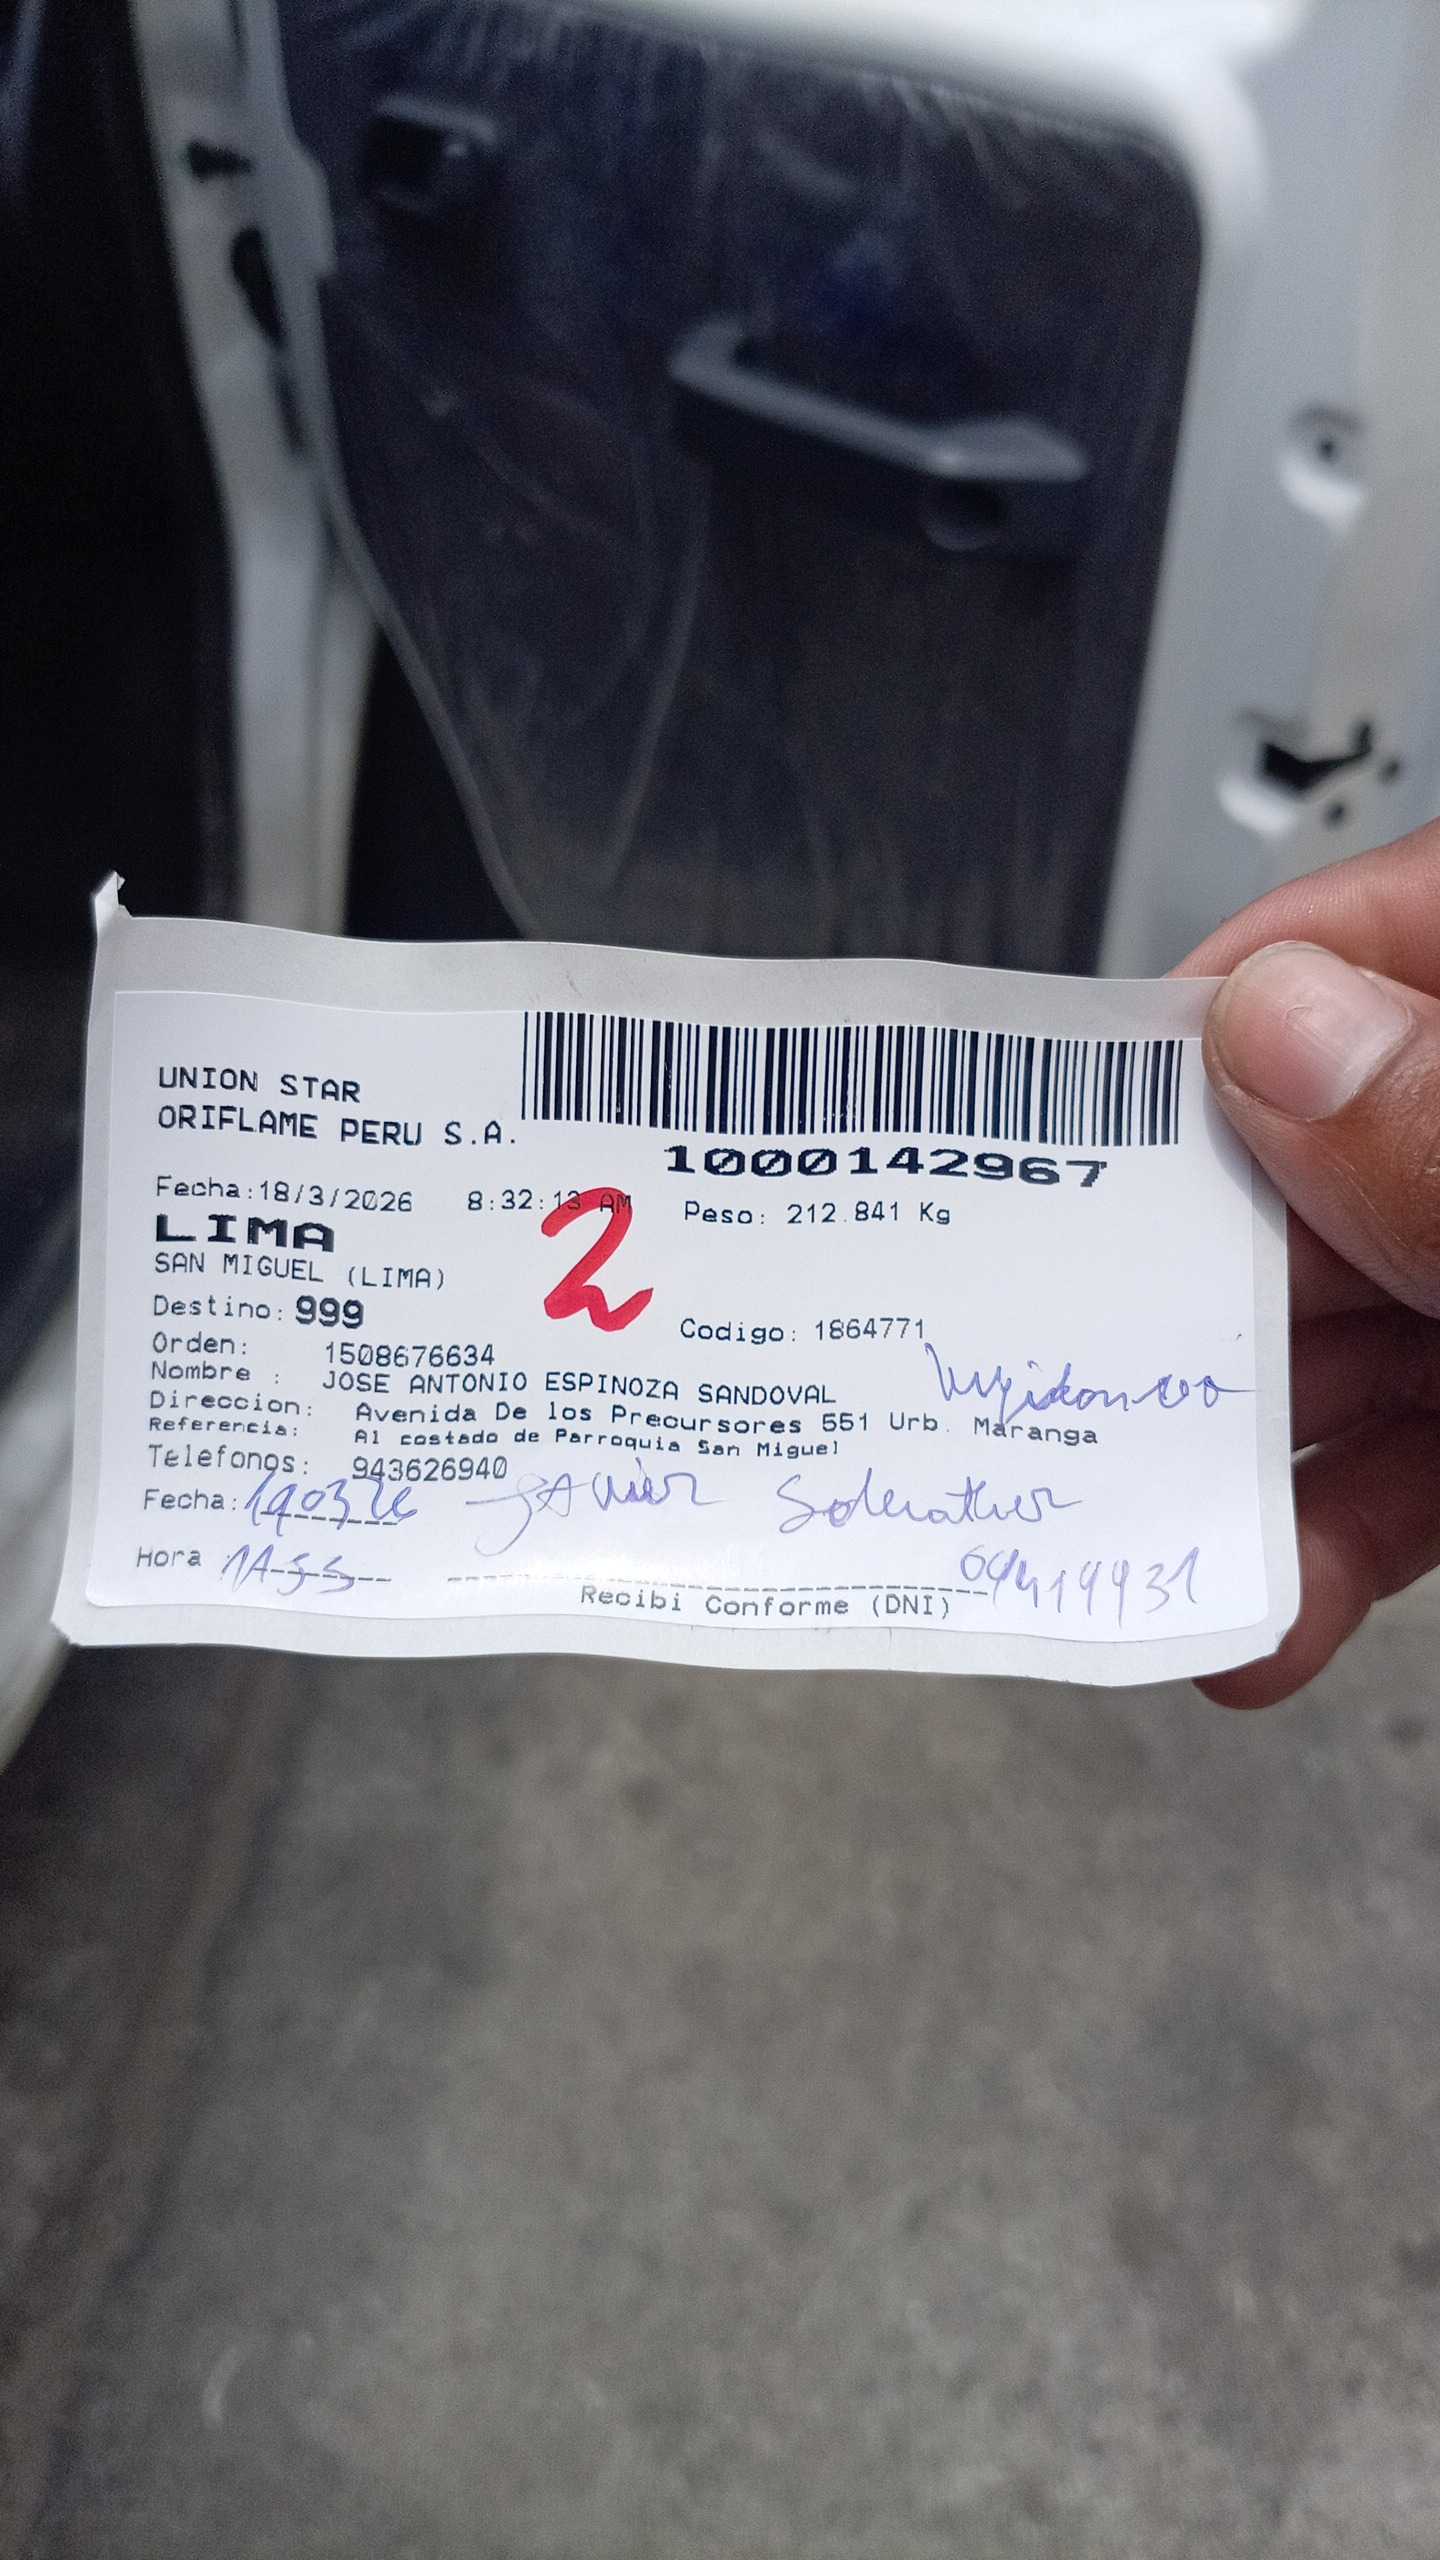 UNION STAR
ORIFLAME PERU S.A.
1000142967
Fecha:18/3/2026 8:32:13 AM Peso: 212.841 Kg
LIMA
2
SAN MIGUEL (LIMA)
Destino: 999
Codigo: 1864771
Orden: 1508676634
Nombre : JOSE ANTONIO ESPINOZA SANDOVAL
Direccion: Avenida De los Precursores 551 Urb. Maranga
Referencia: Al costado de Parroquia San Miguel
Telefonos: 943626940
Fecha: 190326 Javier
Hora
Recibi Conforme (DNI)